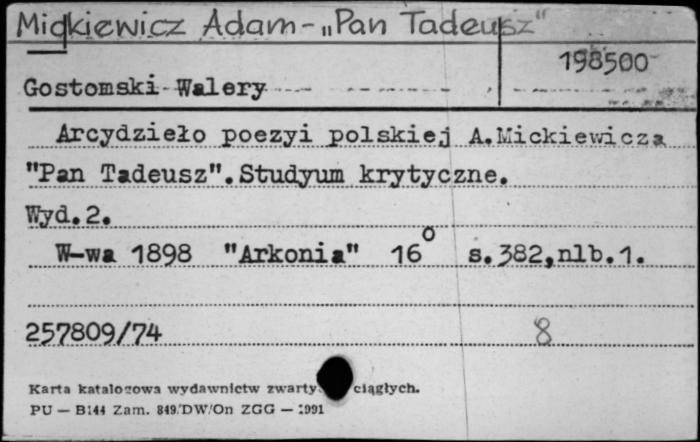 Mickiewicz Adam - „Pan Tadeusz"
198500
Gostomski Walery
Arcydzieło poezyi polskiej A.Mickiewicza
"Pan Tadeusz".Studyum krytyczne.
Wyd.2.
W-wa 1898 "Arkonia" 16° s.382,nlb.1.
257809/74 8
Karta katalogowa wydawnictw ciągłych.
PU — B144 Zam. 849/DW/On ZGG — 1991